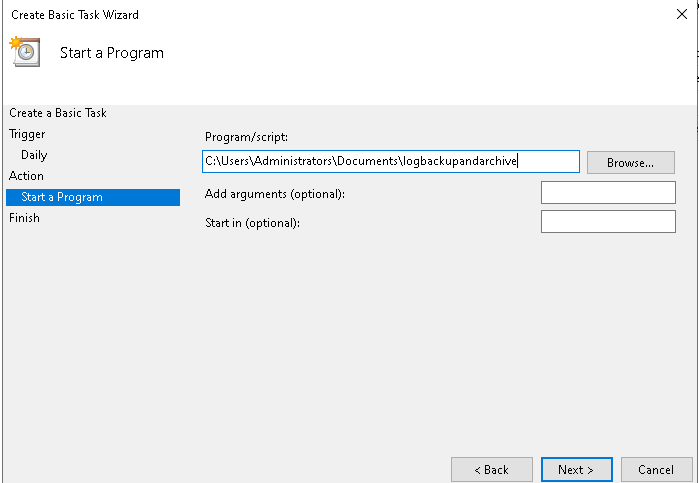 Create Basic Task Wizard
Start a Program
Create a Basic Task
Trigger
Daily
Action
Start a Program
Finish
Program/script:
C:\Users\Administrators\Documents\logbackupandarchive
Browse...
Add arguments (optional):
Start in (optional):
< Back
Next >
Cancel